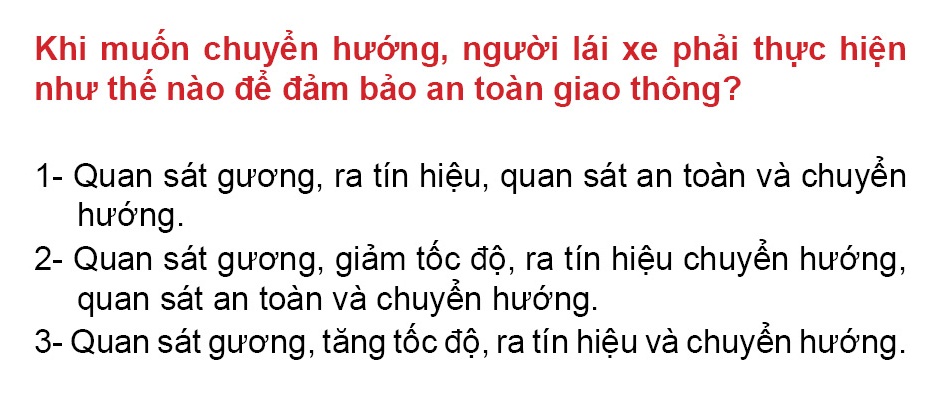 Khi muốn chuyển hướng, người lái xe phải thực hiện
như thế nào để đảm bảo an toàn giao thông?
1- Quan sát gương, ra tín hiệu, quan sát an toàn và chuyển
hướng.
2- Quan sát gương, giảm tốc độ, ra tín hiệu chuyển hướng,
quan sát an toàn và chuyển hướng.
3- Quan sát gương, tăng tốc độ, ra tín hiệu và chuyển hướng.